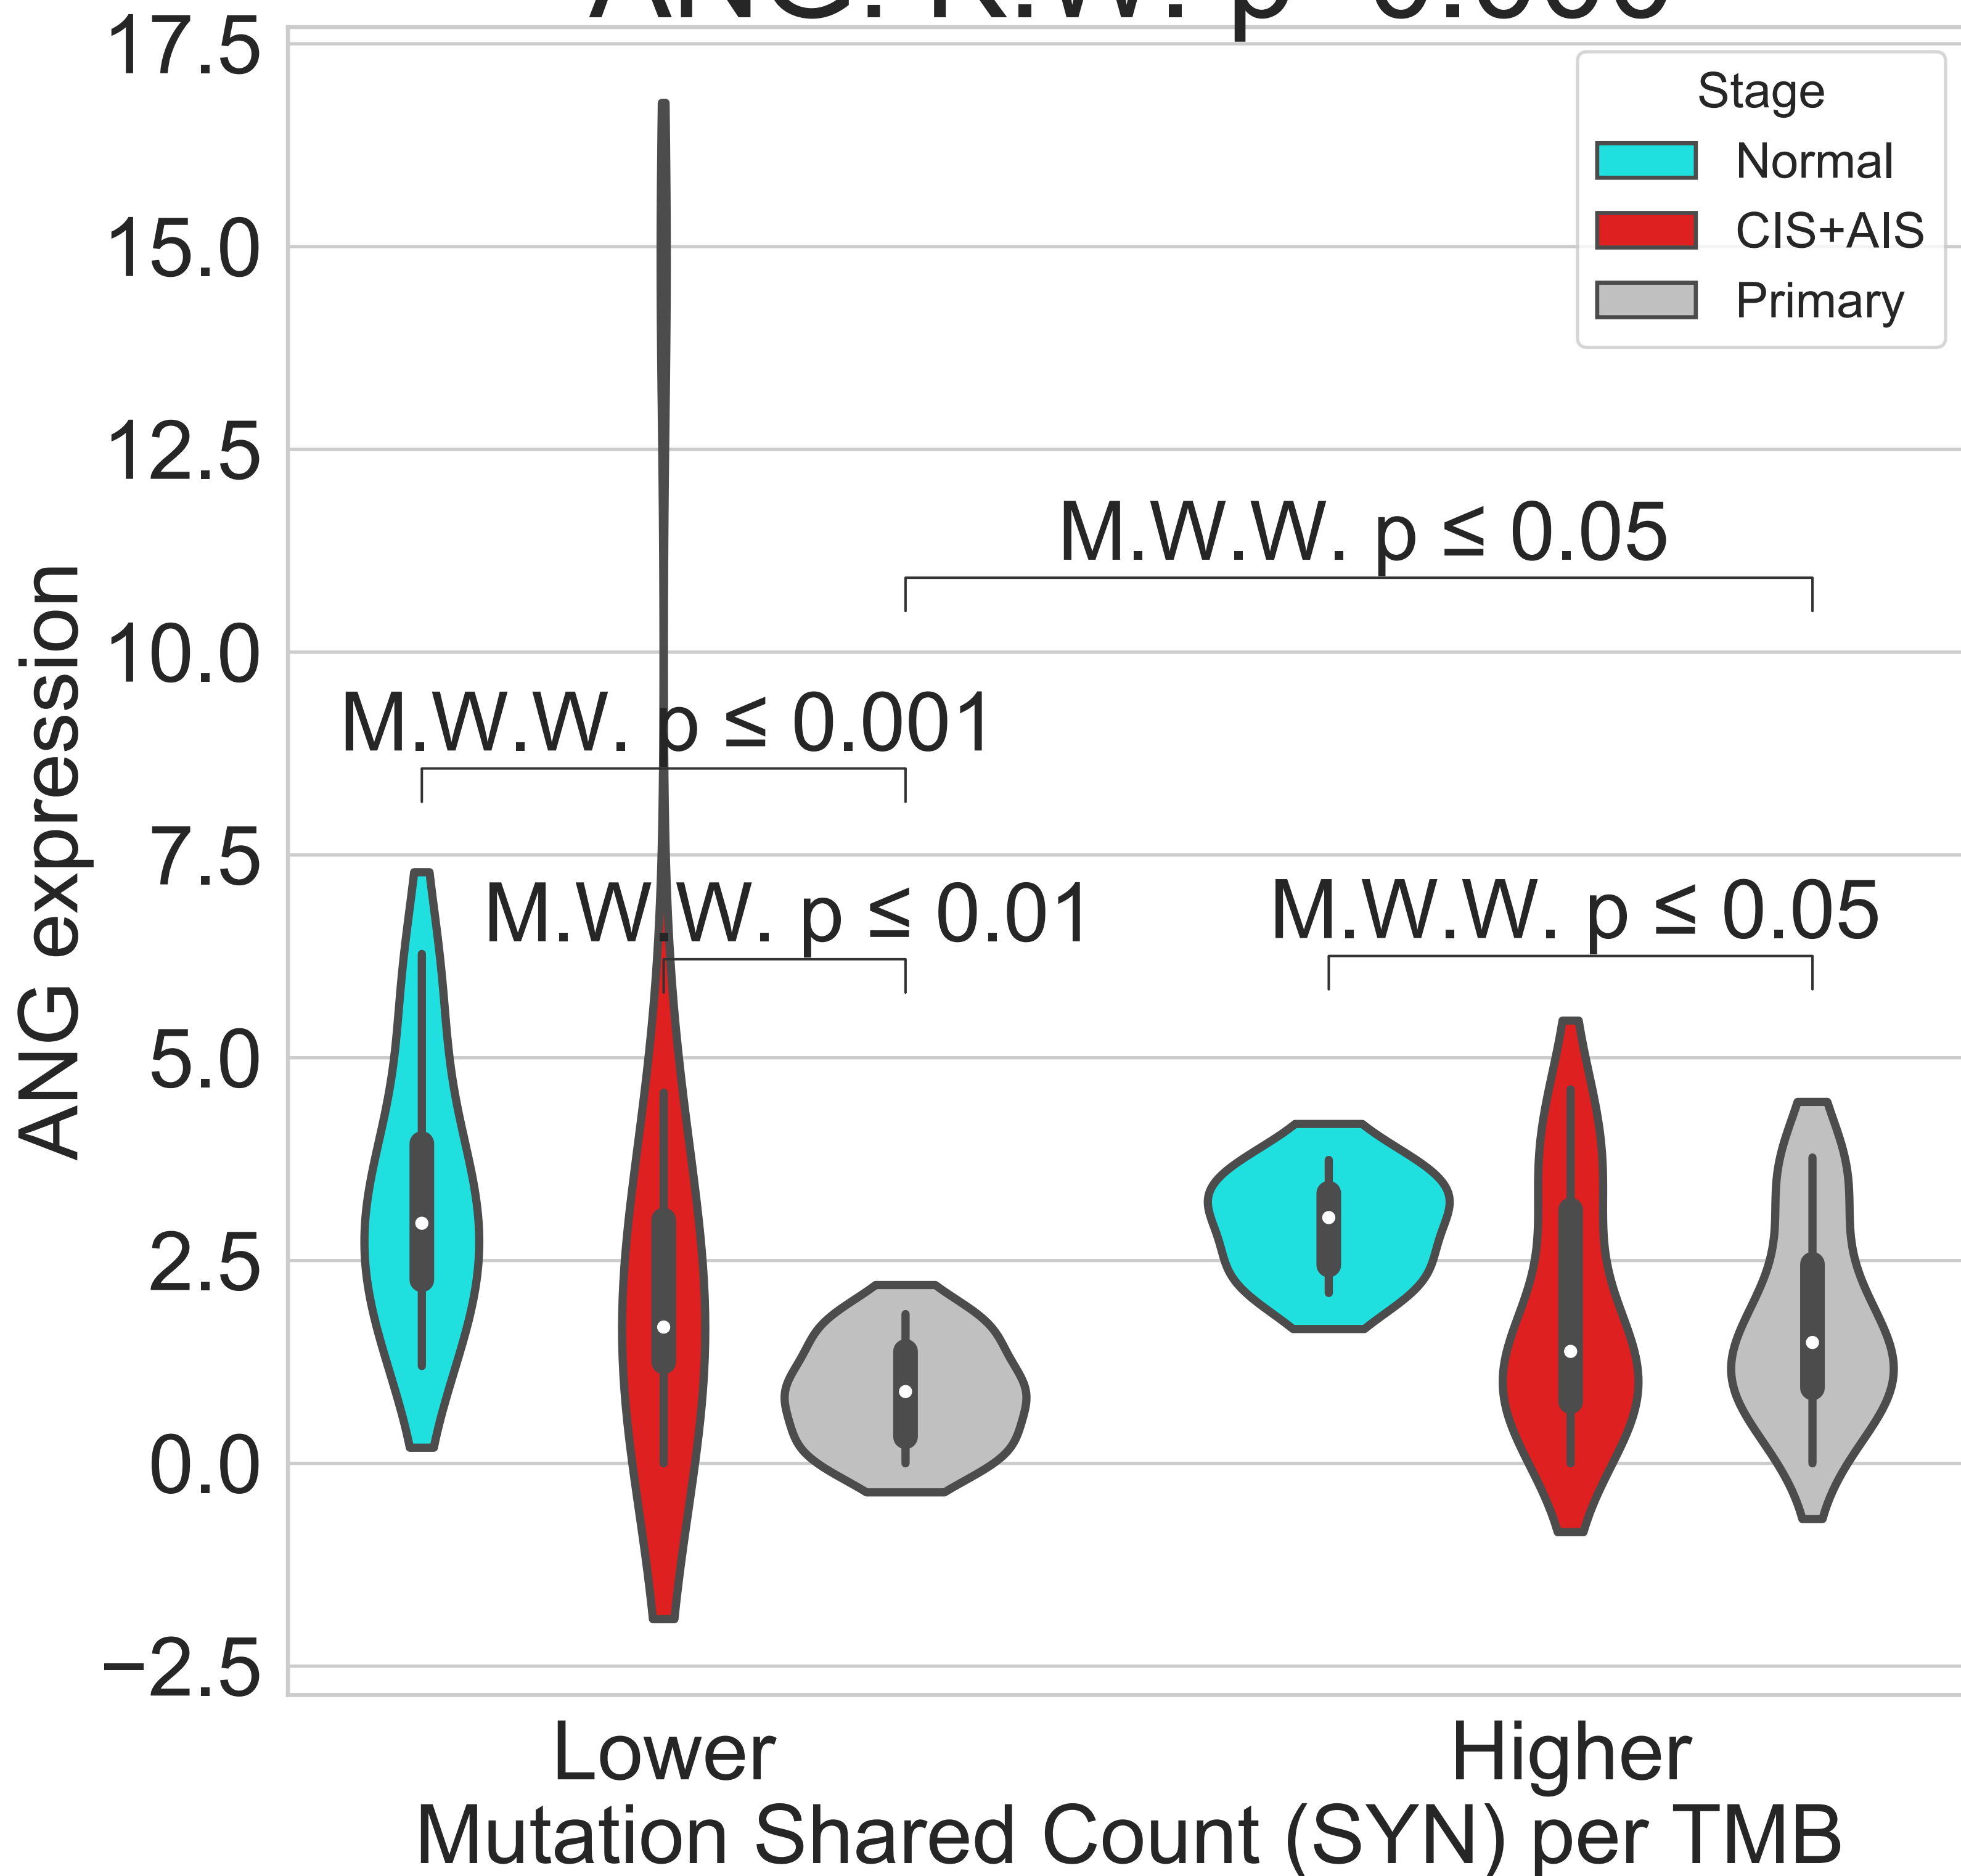 17.5
15.0
12.5
10.0
7.5
5.0
2.5
0.0
−2.5
ANG expression
Stage
Normal
CIS+AIS
Primary
M.W.W. p ≤ 0.05
M.W.W. p ≤ 0.001
M.W.W. p ≤ 0.01
M.W.W. p ≤ 0.05
Lower
Higher
Mutation Shared Count (SYN) per TMB